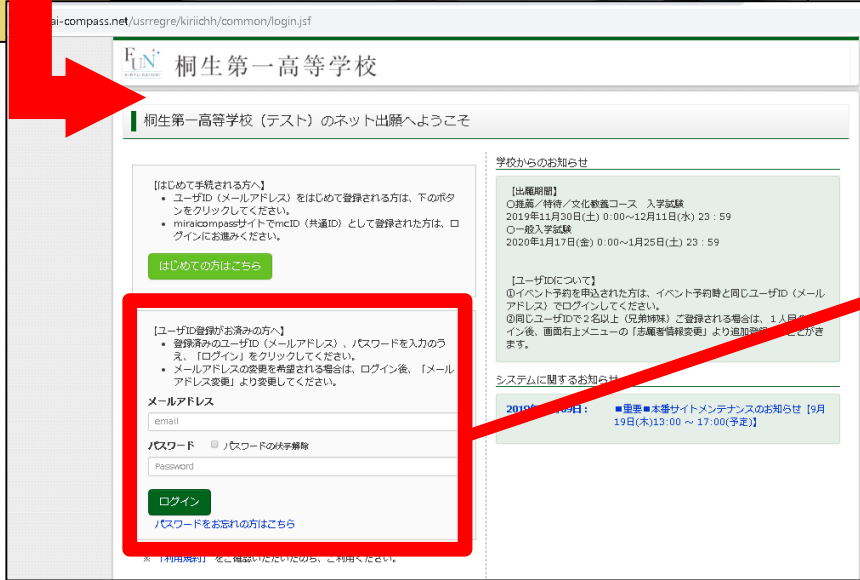 ai-compass.net/usrregre/kiriichh/common/login.jsf
FUN
桐生第一高等学校
桐生第一高等学校（テスト）のネット出願へようこそ
【はじめて手続される方へ】
• ユーザID（メールアドレス）をはじめて登録される方は、下のボタ
ンをクリックしてください。
• miraicompassサイトでmcID（共通ID）として登録された方は、ロ
グインにお進みください。
はじめての方はこちら
【ユーザID登録がお済みの方へ】
• 登録済みのユーザID（メールアドレス）、パスワードを入力のう
え、「ログイン」をクリックしてください。
• メールアドレスの変更を希望される場合は、ログイン後、「メール
アドレス変更」より変更してください。
メールアドレス
email
パスワード パスワードの伏字解除
Password
ログイン
パスワードをお忘れの方はこちら
※ 「利用規約」 をご確認いただいたのち、ご利用ください。
学校からのお知らせ
【出願期間】
〇推薦／特待／文化教養コース 入学試験
2019年11月30日(土) 0:00～12月11日(水) 23：59
〇一般入学試験
2020年1月17日(金) 0:00～1月25日(土) 23：59
【ユーザIDについて】
①イベント予約を申込された方は、イベント予約時と同じユーザID（メール
アドレス）でログインしてください。
②同じユーザIDで２名以上（兄弟姉妹）ご登録される場合は、１人目
イン後、画面右上メニューの「志願者情報変更」より追加登録 とができ
ます。
システムに関するお知らせ
2019年 09日： ■重要■本番サイトメンテナンスのお知らせ【9月
19日(木)13:00 ～ 17:00(予定)】